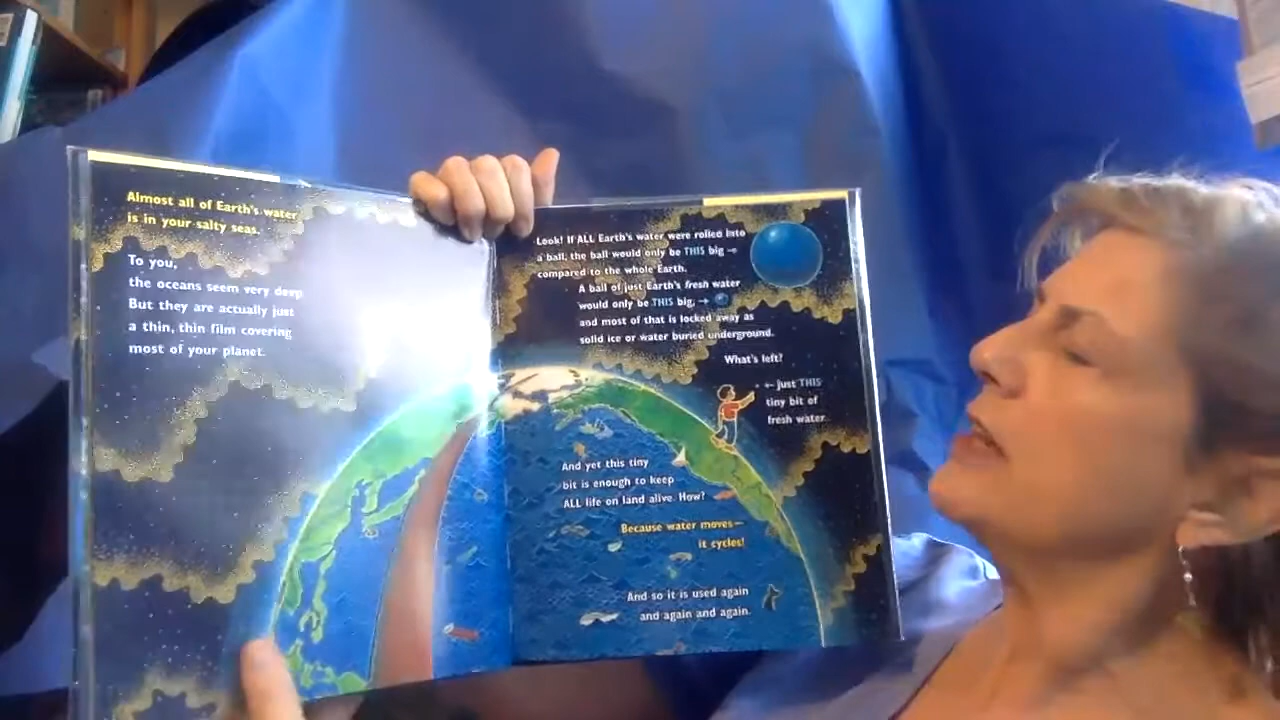 Almost all of Earth's water
is in your salty seas.
To you,
the oceans seem very deep
But they are actually just
a thin, thin film covering
most of your planet.
Look! If ALL Earth's water were rolled into
a ball, the ball would only be THIS big →
compared to the whole Earth.
A ball of just Earth's fresh water
would only be THIS big, →
and most of that is locked away as
solid ice or water buried underground.
What's left?
← just THIS
tiny bit of
fresh water.
And yet this tiny
bit is enough to keep
ALL life on land alive. How?
Because water moves—
it cycles!
And so it is used again
and again and again.